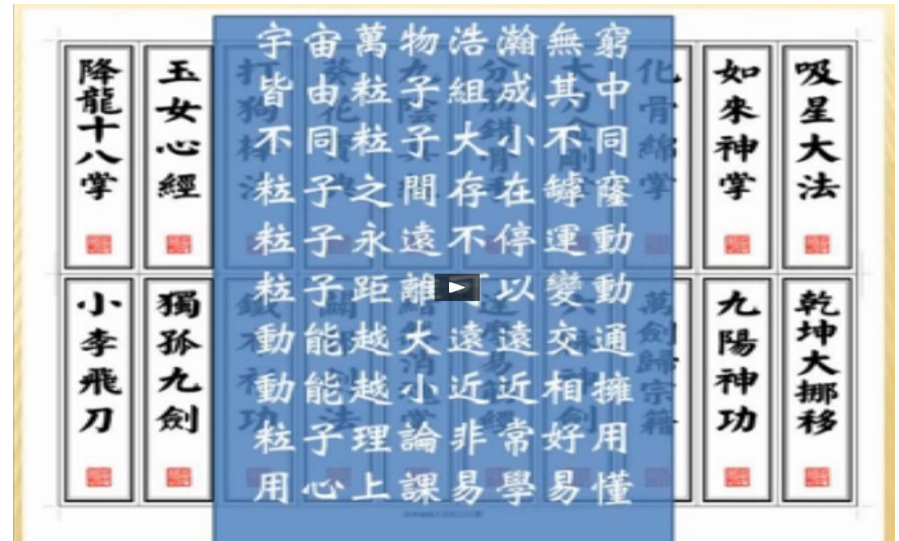 降龍十八掌
玉女心經
如來神掌
吸星大法
小李飛刀
獨孤九劍
九陽神功
乾坤大挪移
宇宙萬物浩瀚無窮
皆由粒子組成其中
不同粒子大小不同
粒子之間存在罅
粒子永遠不停運動
粒子距離以變動
動能越大遠遠交通
動能越小近近相擁
粒子理論非常好用
用心上課易學易懂